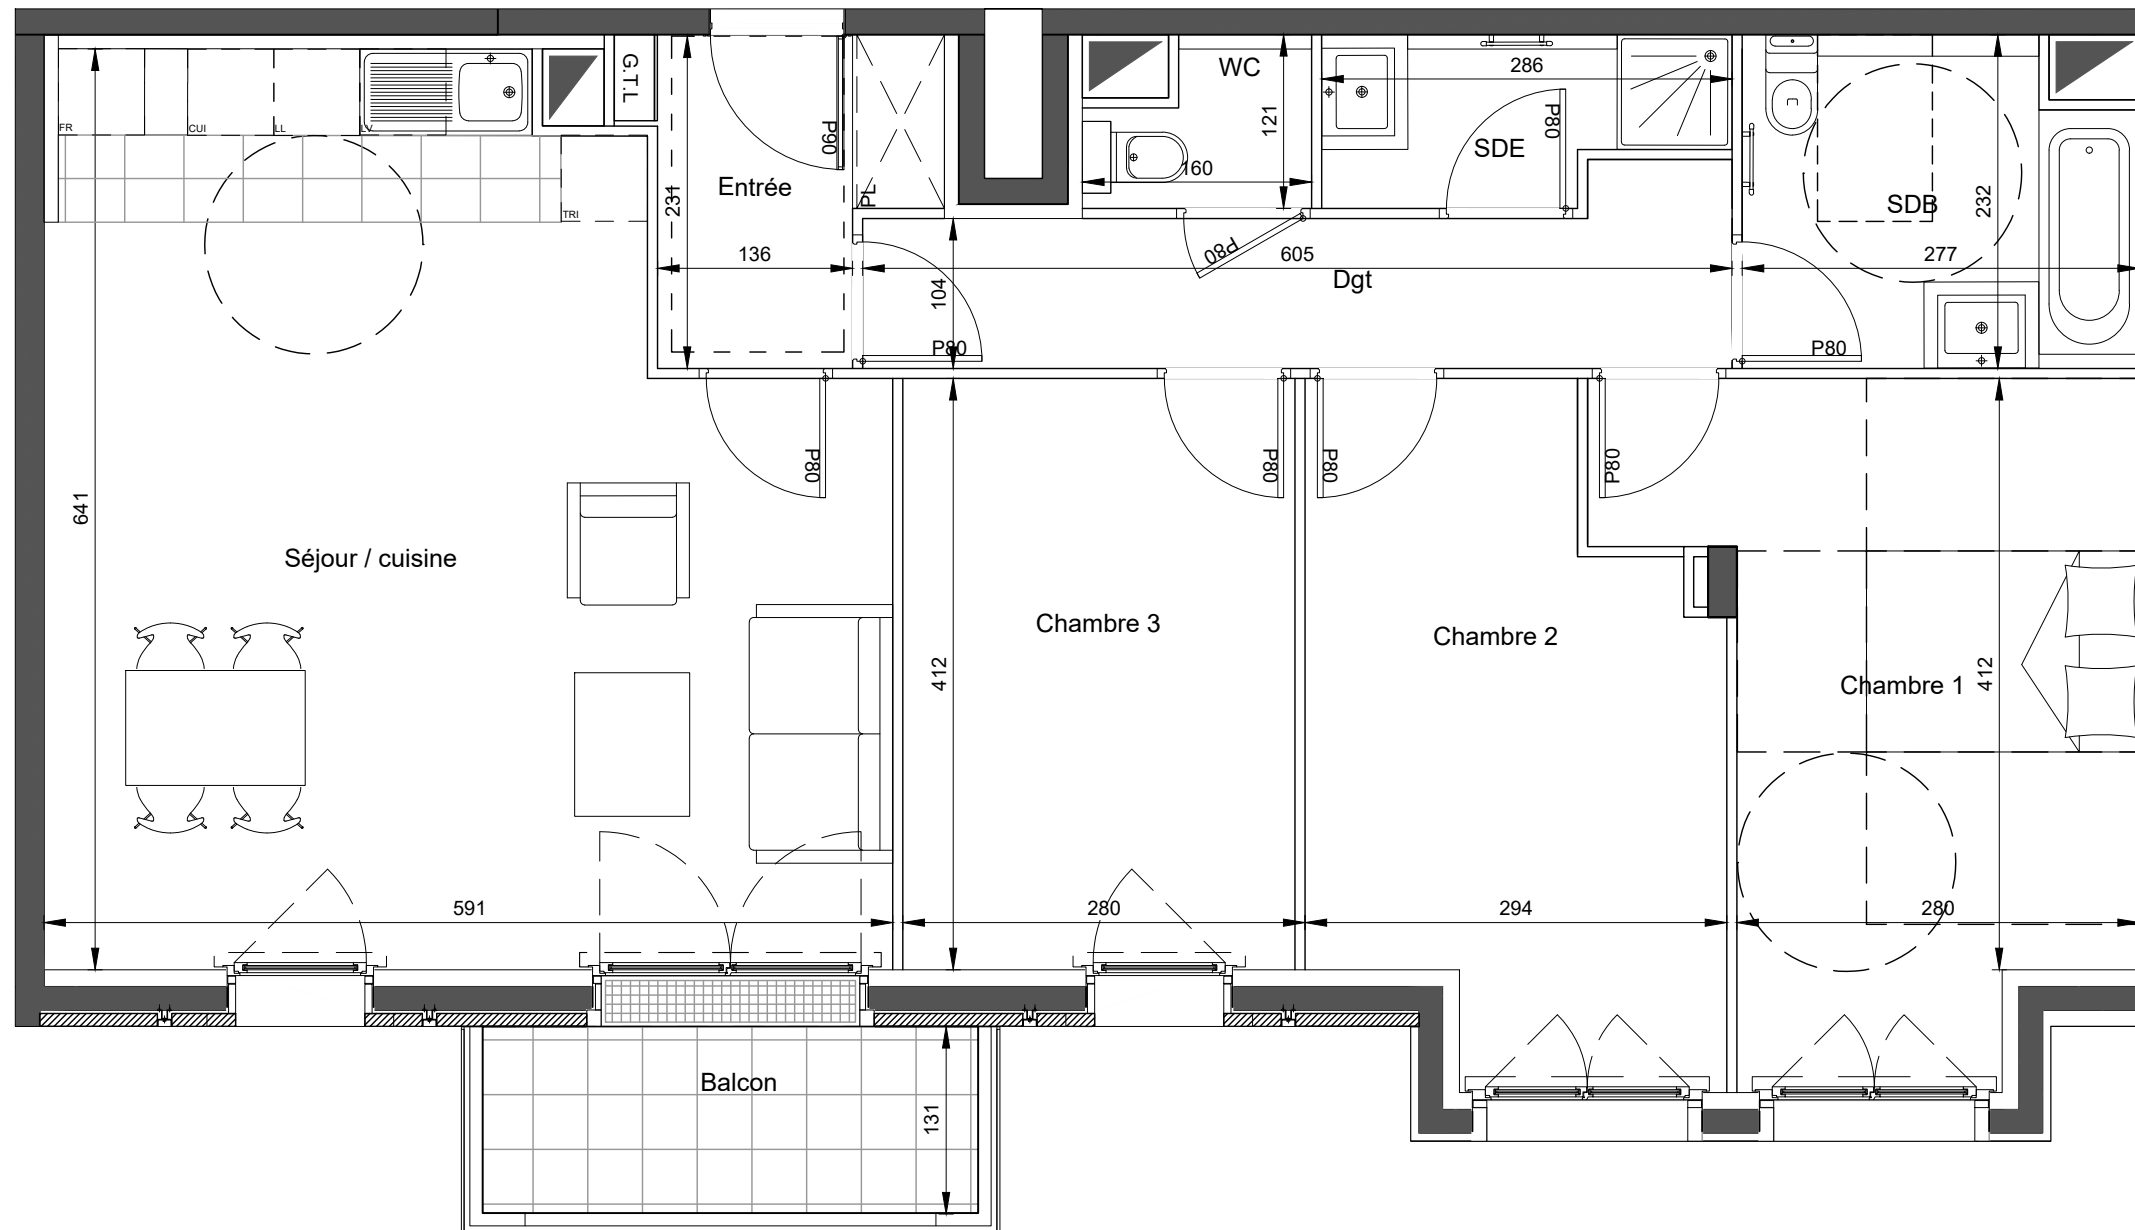 G.T.L
WC
286
FR
CUI
LL
LV
P90
121
P80
SDE
160
Entrée
PL
231
TRI
SDB
232
136
P80
605
277
Dgt
104
P80
P80
P80
P80
P80
P80
641
Séjour / cuisine
Chambre 3
Chambre 2
412
Chambre 1
412
591
280
294
280
Balcon
131